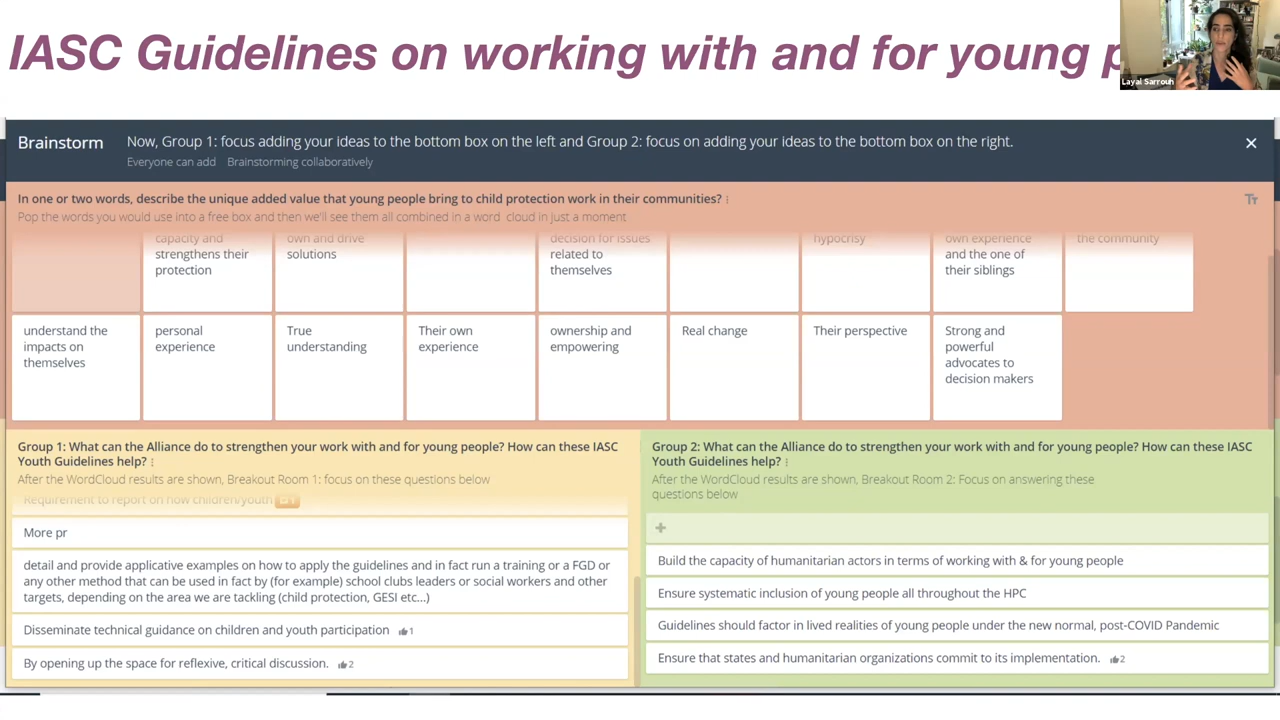 IASC Guidelines on working with and for young p
Layal Sarrouh
Brainstorm
Now, Group 1: focus adding your ideas to the bottom box on the left and Group 2: focus on adding your ideas to the bottom box on the right.
Everyone can add Brainstorming collaboratively
In one or two words, describe the unique added value that young people bring to child protection work in their communities?
Pop the words you would use into a free box and then we'll see them all combined in a word cloud in just a moment
capacity and
strengthens their
protection
own and drive
solutions
decision for issues
related to
themselves
hypocrisy
own experience
and the one of
their siblings
the community
understand the
impacts on
themselves
personal
experience
True
understanding
Their own
experience
ownership and
empowering
Real change
Their perspective
Strong and
powerful
advocates to
decision makers
Group 1: What can the Alliance do to strengthen your work with and for young people? How can these IASC
Youth Guidelines help?
After the WordCloud results are shown, Breakout Room 1: focus on these questions below
Requirement to report on how children/youth
More pr
detail and provide applicative examples on how to apply the guidelines and in fact run a training or a FGD or
any other method that can be used in fact by (for example) school clubs leaders or social workers and other
targets, depending on the area we are tackling (child protection, GESI etc...)
Disseminate technical guidance on children and youth participation 1
By opening up the space for reflexive, critical discussion. 2
Group 2: What can the Alliance do to strengthen your work with and for young people? How can these IASC
Youth Guidelines help?
After the WordCloud results are shown, Breakout Room 2: Focus on answering these
questions below
+
Build the capacity of humanitarian actors in terms of working with & for young people
Ensure systematic inclusion of young people all throughout the HPC
Guidelines should factor in lived realities of young people under the new normal, post-COVID Pandemic
Ensure that states and humanitarian organizations commit to its implementation. 2